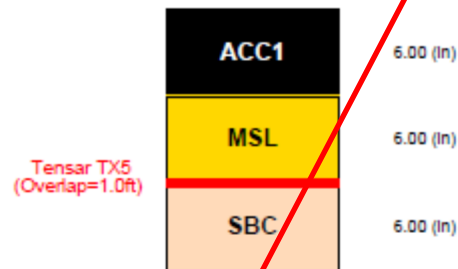 ACC1
6.00 (In)
MSL
6.00 (In)
Tensar TX5
(Overlap=1.0ft)
SBC
6.00 (In)